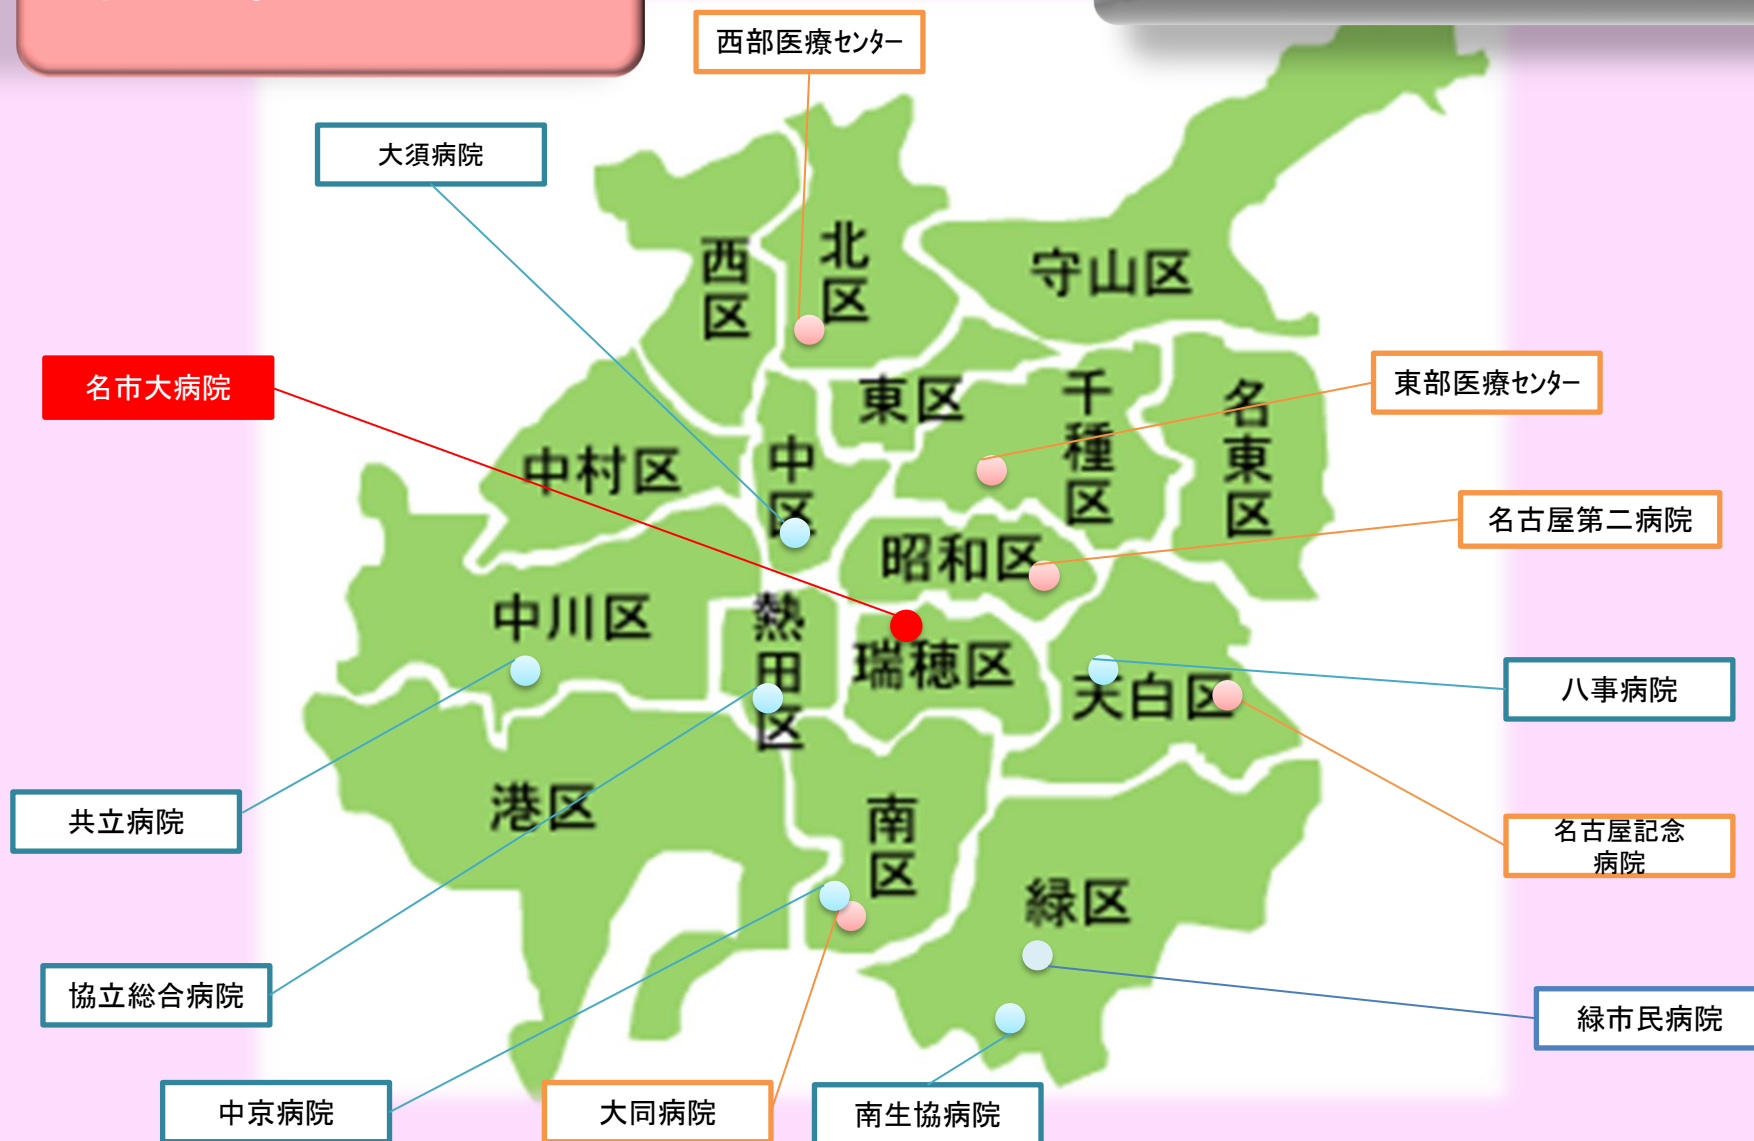 西部医療センター
大須病院
西区
北区
守山区
名市大病院
東部医療センター
東区
千種区
名東区
中村区
中区
名古屋第二病院
昭和区
中川区
熱田区
瑞穂区
天白区
八事病院
共立病院
港区
南区
名古屋記念
病院
緑区
協立総合病院
緑市民病院
中京病院
大同病院
南生協病院